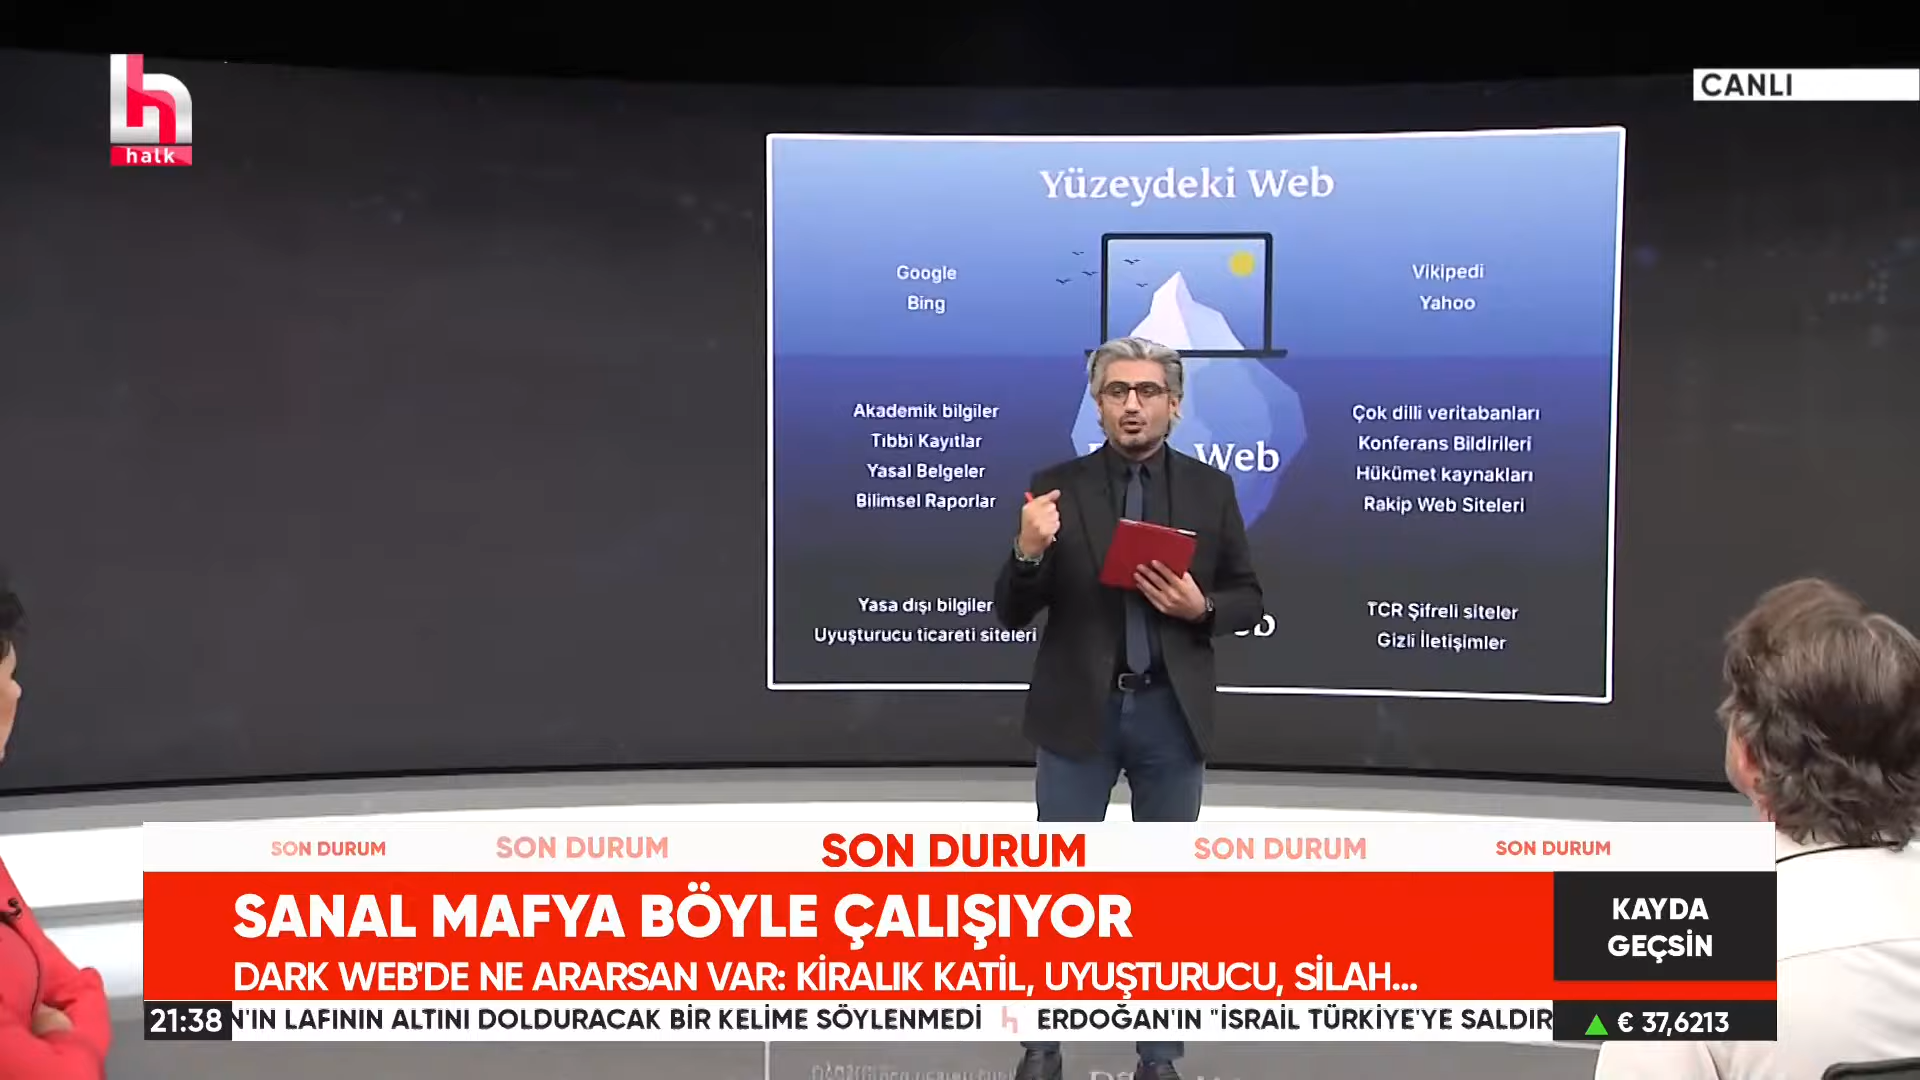 halk
CANLI
Yüzeydeki Web
Google
Bing
Vikipedi
Yahoo
Akademik bilgiler
Tıbbi Kayıtlar
Yasal Belgeler
Bilimsel Raporlar
Web
Çok dilli veritabanları
Konferans Bildirileri
Hükümet kaynakları
Rakip Web Siteleri
Yasa dışı bilgiler
Uyuşturucu ticareti siteleri
TCR Şifreli siteler
Gizli İletişimler
SON DURUM SON DURUM SON DURUM SON DURUM SON DURUM
SANAL MAFYA BÖYLE ÇALIŞIYOR
DARK WEB'DE NE ARARSAN VAR: KİRALIK KATİL, UYUŞTURUCU, SİLAH...
KAYDA
GEÇSİN
21:38 N'IN LAFININ ALTINI DOLDURACAK BİR KELİME SÖYLENMEDİ ERDOĞAN'IN "İSRAİL TÜRKİYE'YE SALDIR
€ 37,6213